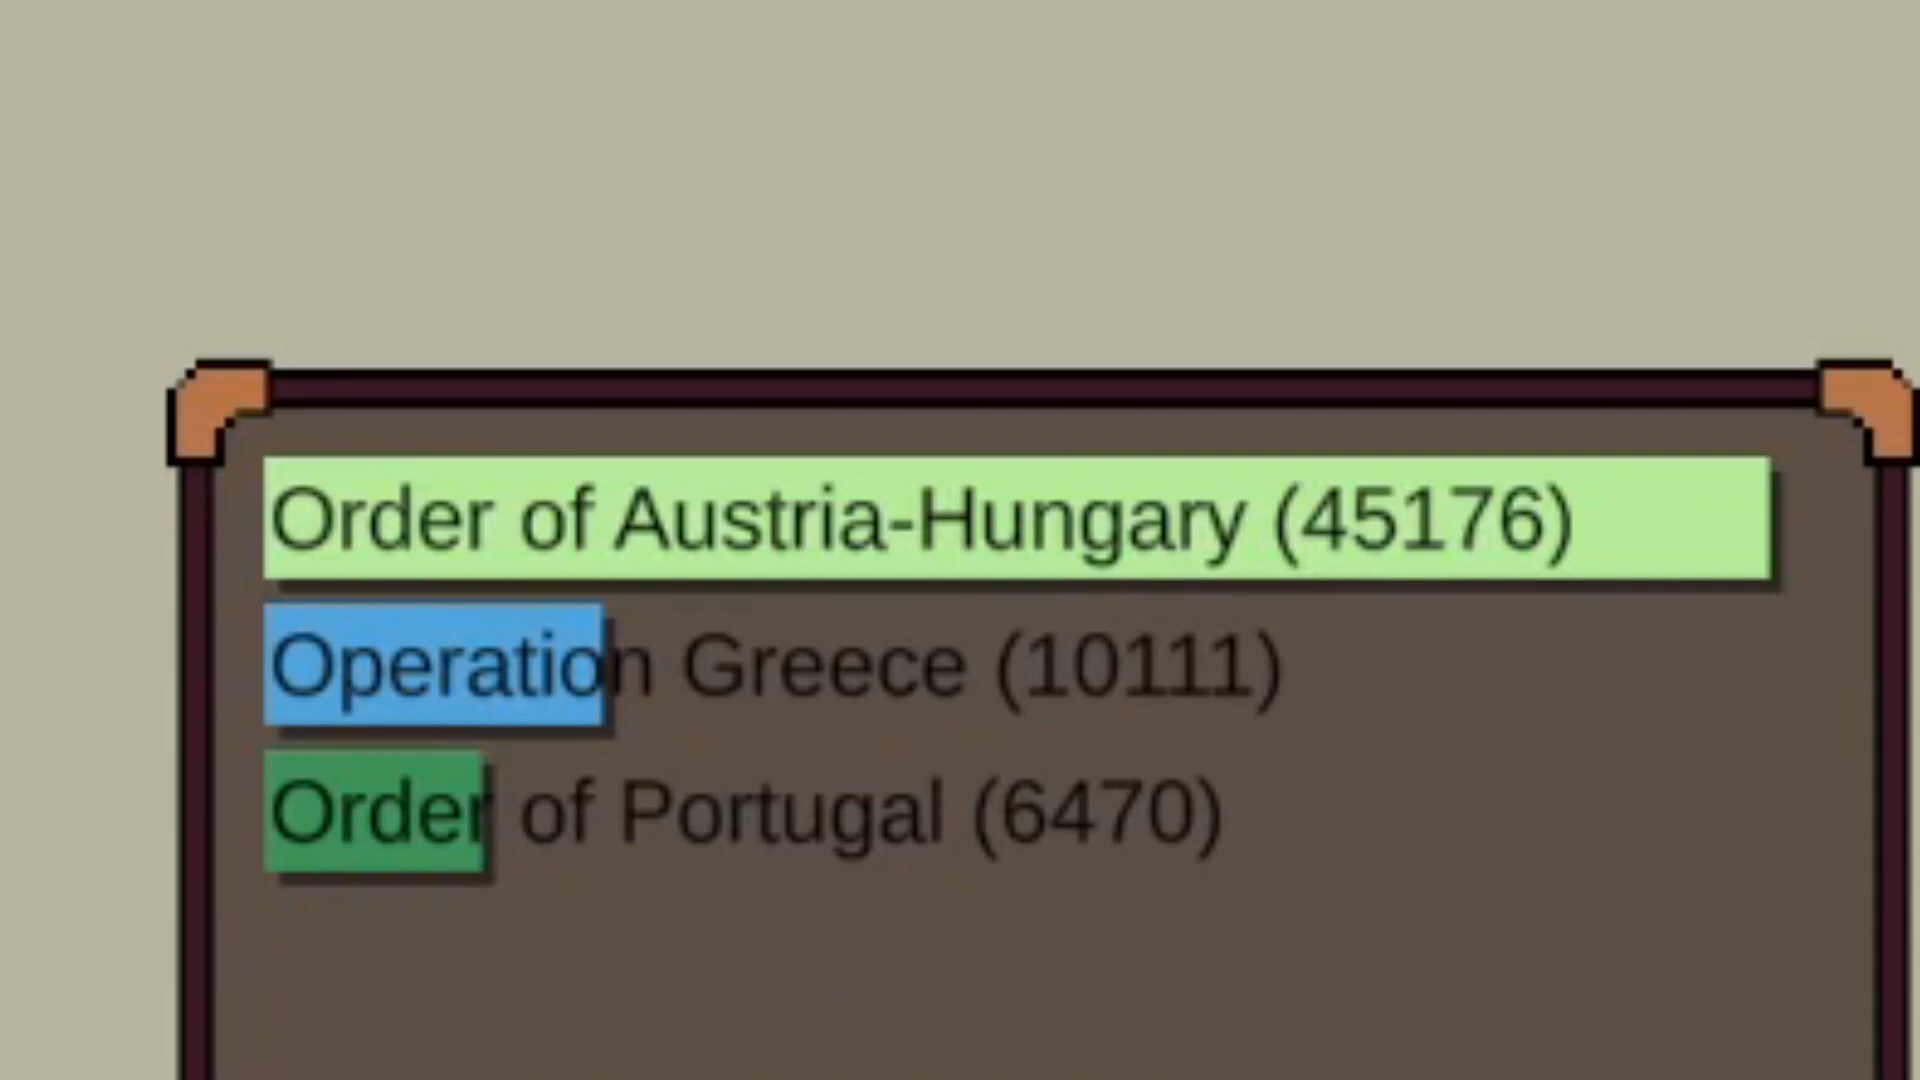 Order of Austria-Hungary (45176)
Operation Greece (10111)
Order of Portugal (6470)